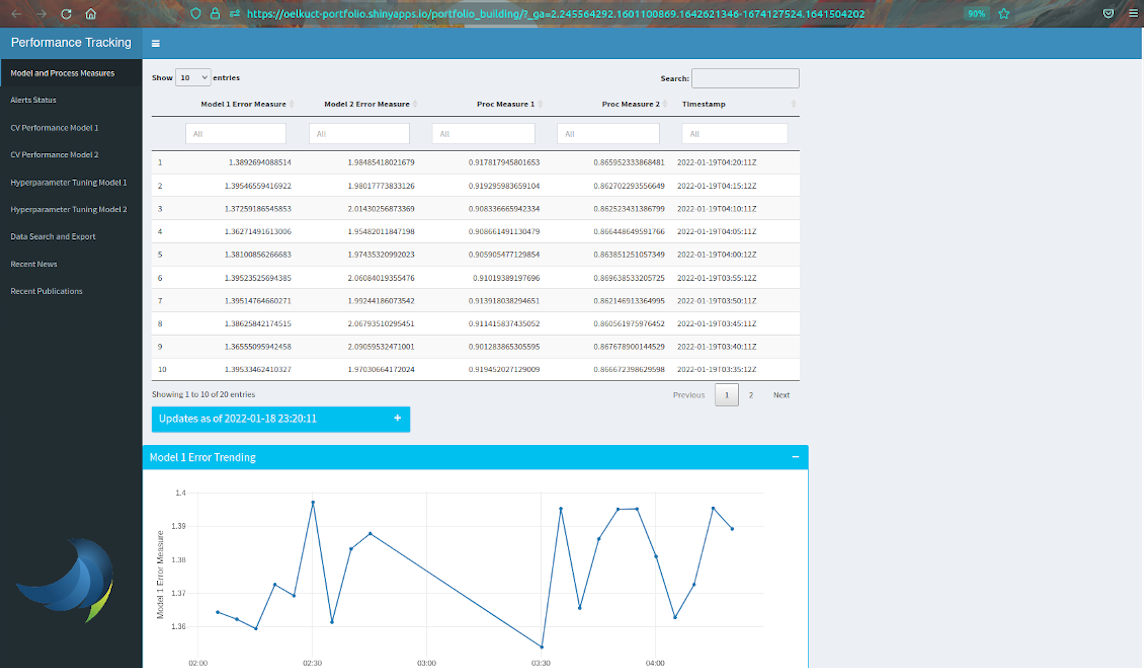 https://oelkuct-portfolio.shinyapps.io/portfolio_building/?_ga=2.245564292.1601100869.1642621346-1674127524.1641504202 90%
Performance Tracking
Model and Process Measures
Alerts Status
CV Performance Model 1
CV Performance Model 2
Hyperparameter Tuning Model 1
Hyperparameter Tuning Model 2
Data Search and Export
Recent News
Recent Publications
Show 10 entries Search:
Model 1 Error Measure Model 2 Error Measure Proc Measure 1 Proc Measure 2 Timestamp
All All All All All
1 1.3892694088514 1.98485418021679 0.917817945801653 0.865952333868481 2022-01-19T04:20:11Z
2 1.39546559416922 1.98017773833126 0.919295983659104 0.862702293556649 2022-01-19T04:15:12Z
3 1.37259186545853 2.01430256873369 0.908336665942334 0.862523431386799 2022-01-19T04:10:11Z
4 1.36271491613006 1.95482011847198 0.908661491130479 0.866448649591766 2022-01-19T04:05:11Z
5 1.38100856266683 1.97435320992023 0.905905477129854 0.863851251057349 2022-01-19T04:00:12Z
6 1.39523525694385 2.06084019355476 0.91019389197696 0.869638533205725 2022-01-19T03:55:12Z
7 1.39514764660271 1.99244186073542 0.913918038294651 0.862146913364995 2022-01-19T03:50:11Z
8 1.38625842174515 2.06793510295451 0.911415837435052 0.860561975976452 2022-01-19T03:45:11Z
9 1.36555095942458 2.09059532471001 0.901283865305595 0.867678900144529 2022-01-19T03:40:11Z
10 1.39533462410327 1.97030664172024 0.919452027129009 0.866672398629598 2022-01-19T03:35:12Z
Showing 1 to 10 of 20 entries Previous 1 2 Next
Updates as of 2022-01-18 23:20:11 +
Model 1 Error Trending −
Model 1 Error Measure
1.4
1.39
1.38
1.37
1.36
02:00 02:30 03:00 03:30 04:00